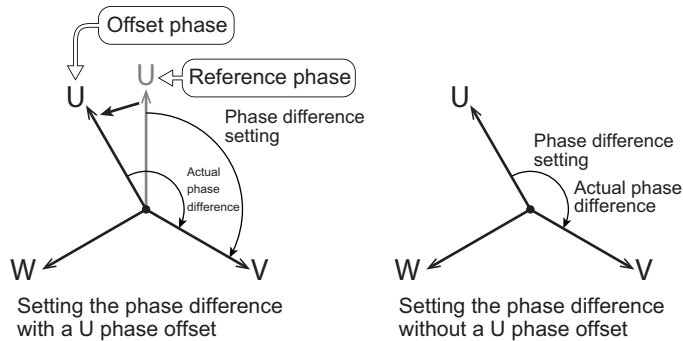 Offset phase
U
U
Reference phase
Phase difference
setting
Actual
phase
difference
W
V
Setting the phase difference
with a U phase offset
U
Phase difference
setting
Actual phase
difference
W
V
Setting the phase difference
without a U phase offset